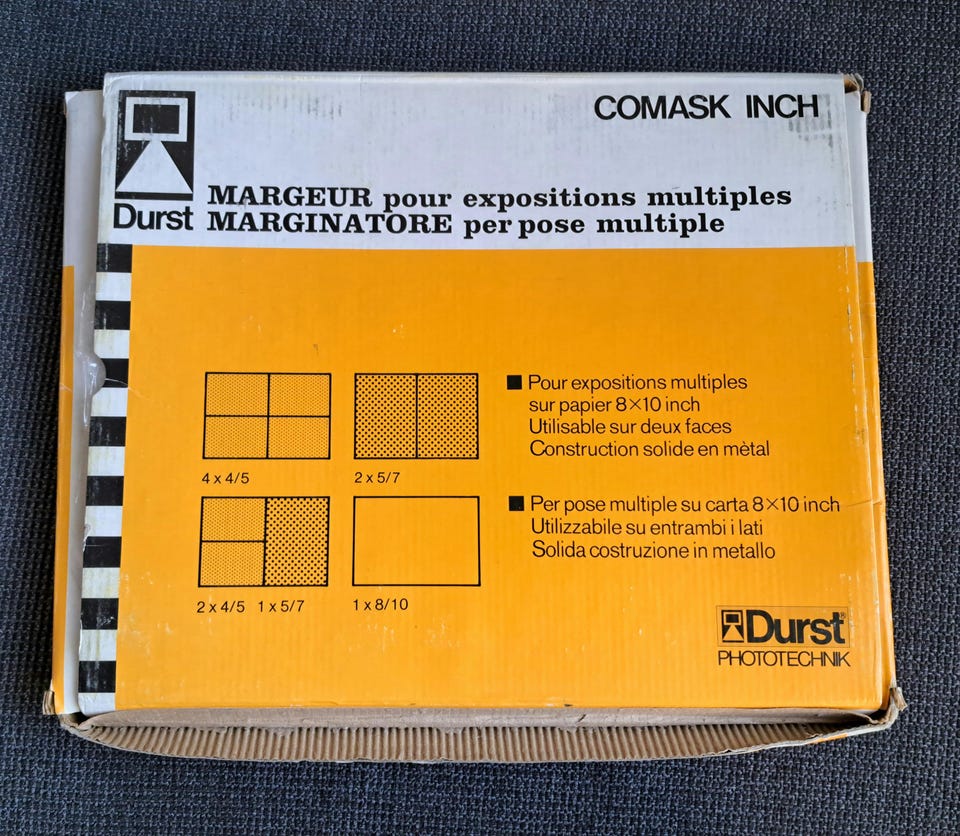 COMASK INCH
Durst
MARGEUR pour expositions multiples
MARGINATORE per pose multiple
4 x 4/5
2 x 5/7
2 x 4/5 1 x 5/7
1 x 8/10
Pour expositions multiples
sur papier 8×10 inch
Utilisable sur deux faces
Construction solide en mètal
Per pose multiple su carta 8×10 inch
Utilizzabile su entrambi i lati
Solida costruzione in metallo
Durst®
PHOTOTECHNIK